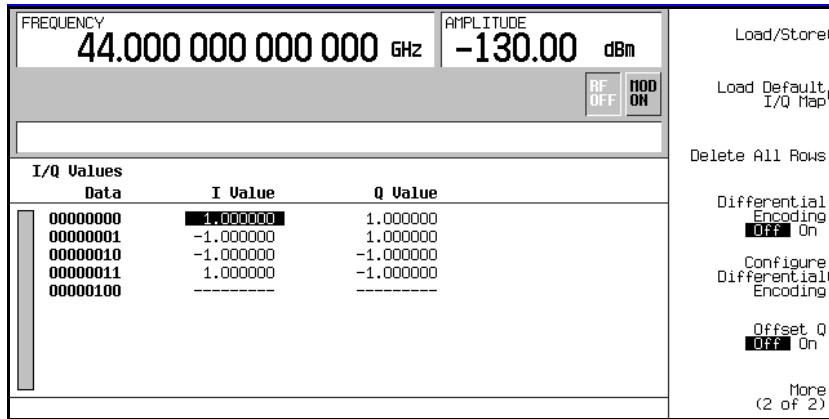 FREQUENCY
44.000 000 000 000 GHz
AMPLITUDE
-130.00 dBm
RF OFF
MOD ON
I/Q Values
Data I Value Q Value
00000000 1.000000 1.000000
00000001 -1.000000 1.000000
00000010 -1.000000 -1.000000
00000011 1.000000 -1.000000
00000100 --------- ---------
Load/Store
Load Default
I/Q Map
Delete All Rows
Differential
Encoding
Off On
Configure
Differential
Encoding
Offset Q
Off On
More
(2 of 2)